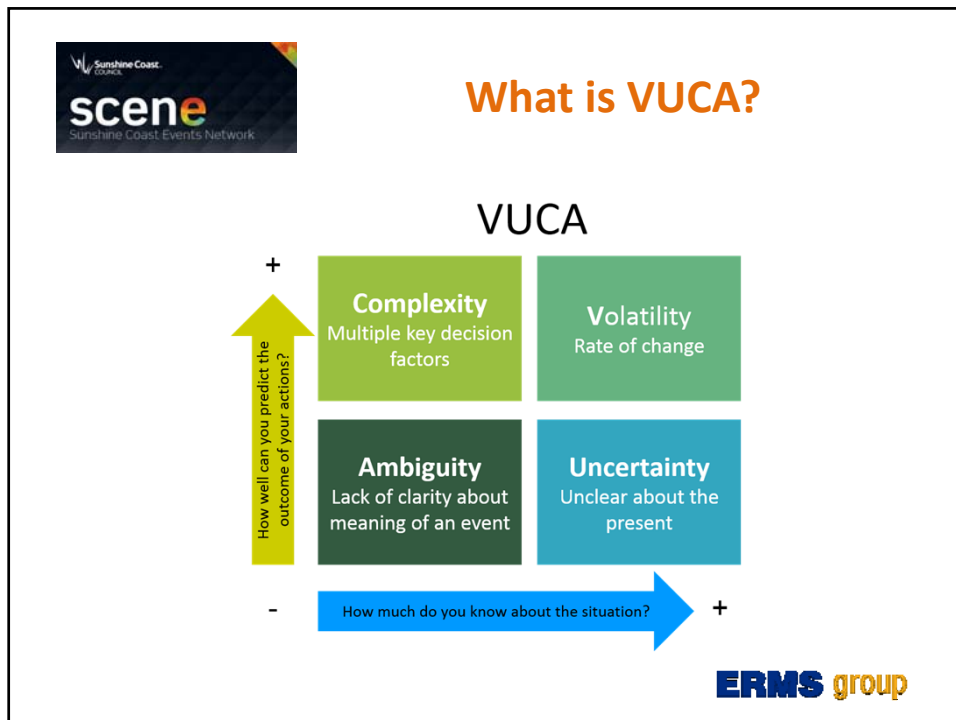 Sunshine Coast
COUNCIL
scene
Sunshine Coast Events Network
What is VUCA?
VUCA
+
How well can you predict the
outcome of your actions?
Complexity
Multiple key decision
factors
Volatility
Rate of change
Ambiguity
Lack of clarity about
meaning of an event
Uncertainty
Unclear about the
present
-
How much do you know about the situation?
+
ERMS group